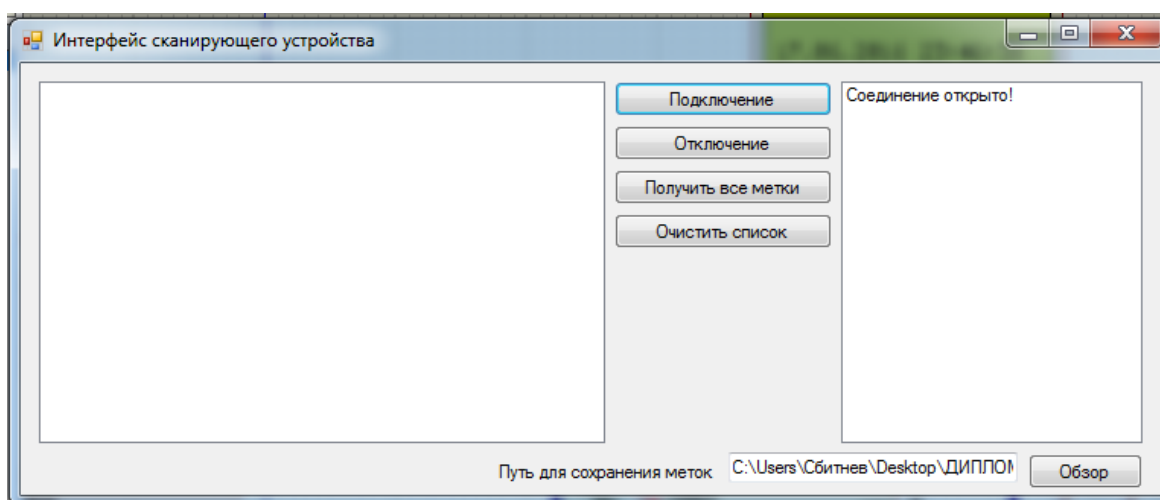 Интерфейс сканирующего устройства
Подключение
Соединение открыто!
Отключение
Получить все метки
Очистить список
Путь для сохранения меток C:\Users\Сбитнев\Desktop\ДИПЛОМ Обзор